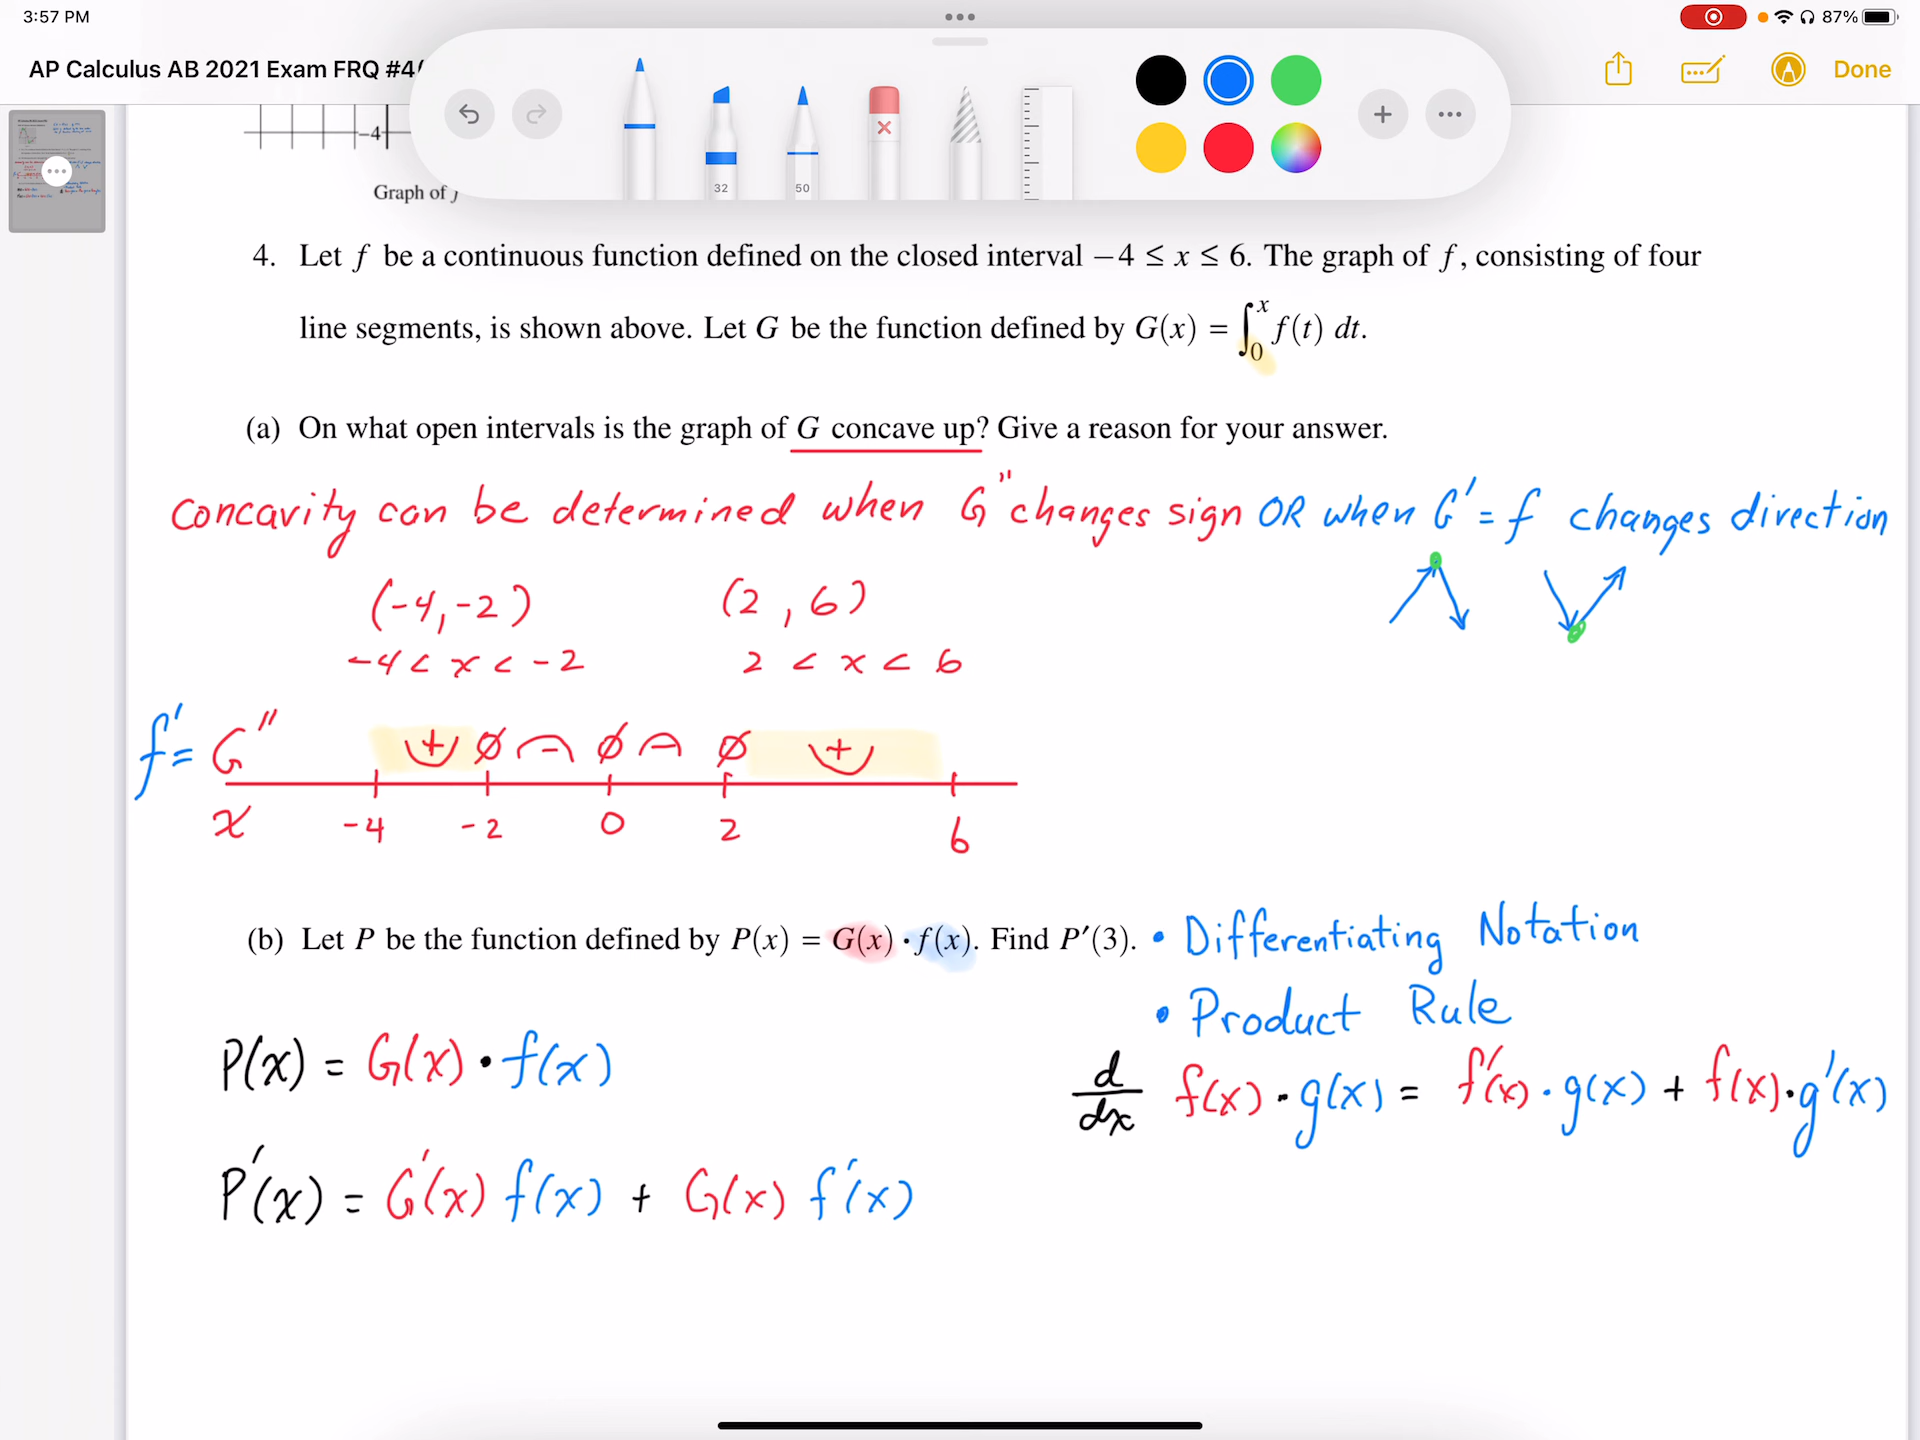 3:57 PM
87%
AP Calculus AB 2021 Exam FRQ #4
Done
32
50
-4
Graph of
4. Let f be a continuous function defined on the closed interval −4 ≤ x ≤ 6. The graph of f, consisting of four
line segments, is shown above. Let G be the function defined by G(x) = ∫₀ˣ f(t) dt.
(a) On what open intervals is the graph of G concave up? Give a reason for your answer.
Concavity can be determined when G" changes sign OR when G' = f changes direction
(-4, -2) (2, 6)
-4 < x < -2 2 < x < 6
f' = G" + ∅ − ∅ ∅ +
x -4 -2 0 2 6
(b) Let P be the function defined by P(x) = G(x) · f(x). Find P′(3).
• Differentiating Notation
• Product Rule
P(x) = G(x) · f(x)
d/dx f(x) · g(x) = f'(x) · g(x) + f(x) · g'(x)
P'(x) = G'(x) f(x) + G(x) f'(x)